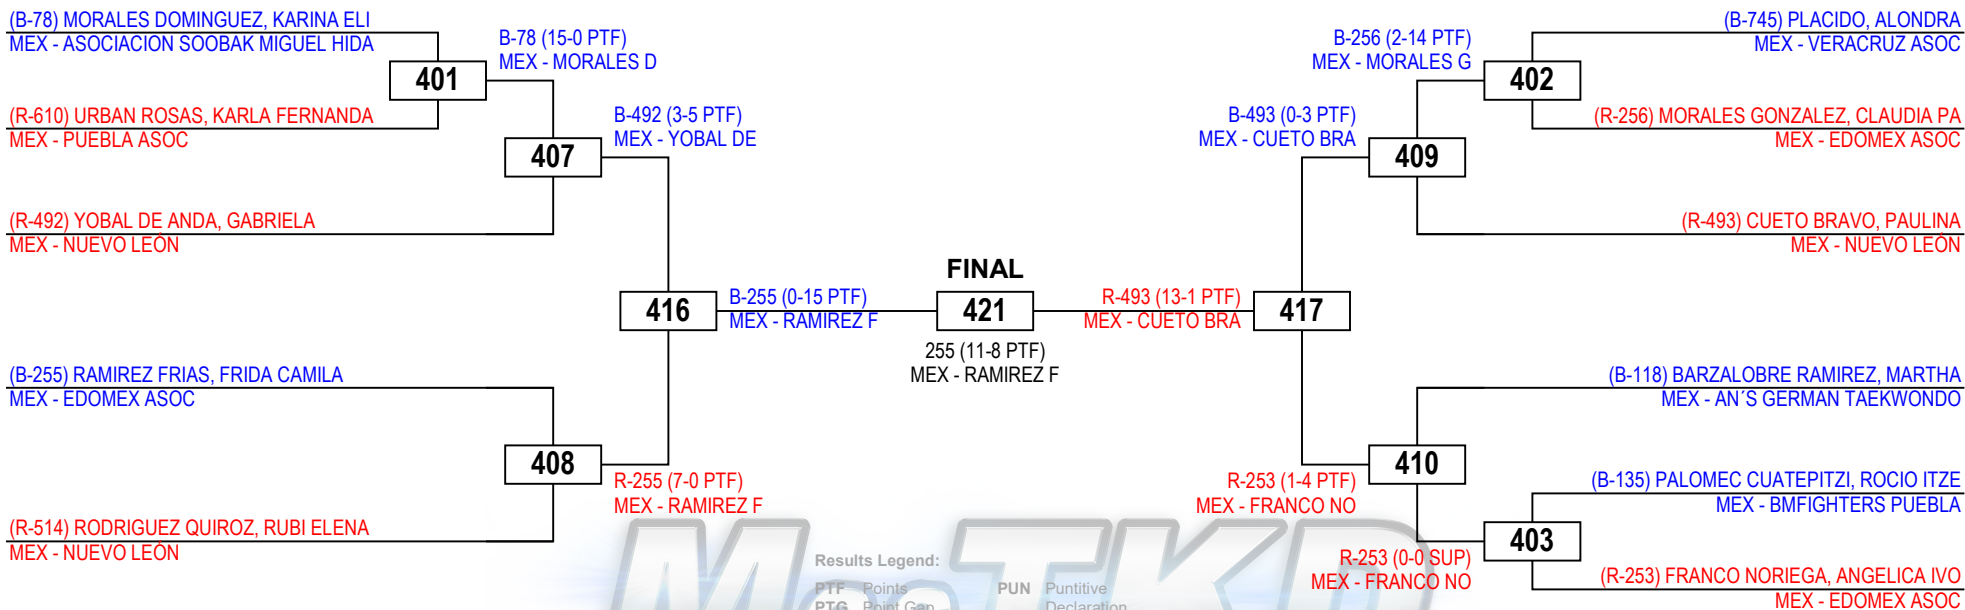 (B-78) MORALES DOMINGUEZ, KARINA ELI
MEX - ASOCIACION SOOBAK MIGUEL HIDA
401
B-78 (15-0 PTF)
MEX - MORALES D
(R-610) URBAN ROSAS, KARLA FERNANDA
MEX - PUEBLA ASOC
407
B-492 (3-5 PTF)
MEX - YOBAL DE
(R-492) YOBAL DE ANDA, GABRIELA
MEX - NUEVO LEÓN
416
B-255 (0-15 PTF)
MEX - RAMIREZ F
(B-255) RAMIREZ FRIAS, FRIDA CAMILA
MEX - EDOMEX ASOC
408
R-255 (7-0 PTF)
MEX - RAMIREZ F
(R-514) RODRIGUEZ QUIROZ, RUBI ELENA
MEX - NUEVO LEÓN
FINAL
421
255 (11-8 PTF)
MEX - RAMIREZ F
(B-745) PLACIDO, ALONDRA
MEX - VERACRUZ ASOC
B-256 (2-14 PTF)
MEX - MORALES G
402
(R-256) MORALES GONZALEZ, CLAUDIA PA
MEX - EDOMEX ASOC
B-493 (0-3 PTF)
MEX - CUETO BRA
409
(R-493) CUETO BRAVO, PAULINA
MEX - NUEVO LEÓN
R-493 (13-1 PTF)
MEX - CUETO BRA
417
(B-118) BARZALOBRE RAMIREZ, MARTHA
MEX - AN´S GERMAN TAEKWONDO
410
R-253 (1-4 PTF)
MEX - FRANCO NO
(B-135) PALOMEC CUATEPITZI, ROCIO ITZE
MEX - BMFIGHTERS PUEBLA
403
R-253 (0-0 SUP)
MEX - FRANCO NO
(R-253) FRANCO NORIEGA, ANGELICA IVO
MEX - EDOMEX ASOC
Results Legend:
PTF Points
PUN Puntitive
PTG Point Gap
Declaration
MasTKD